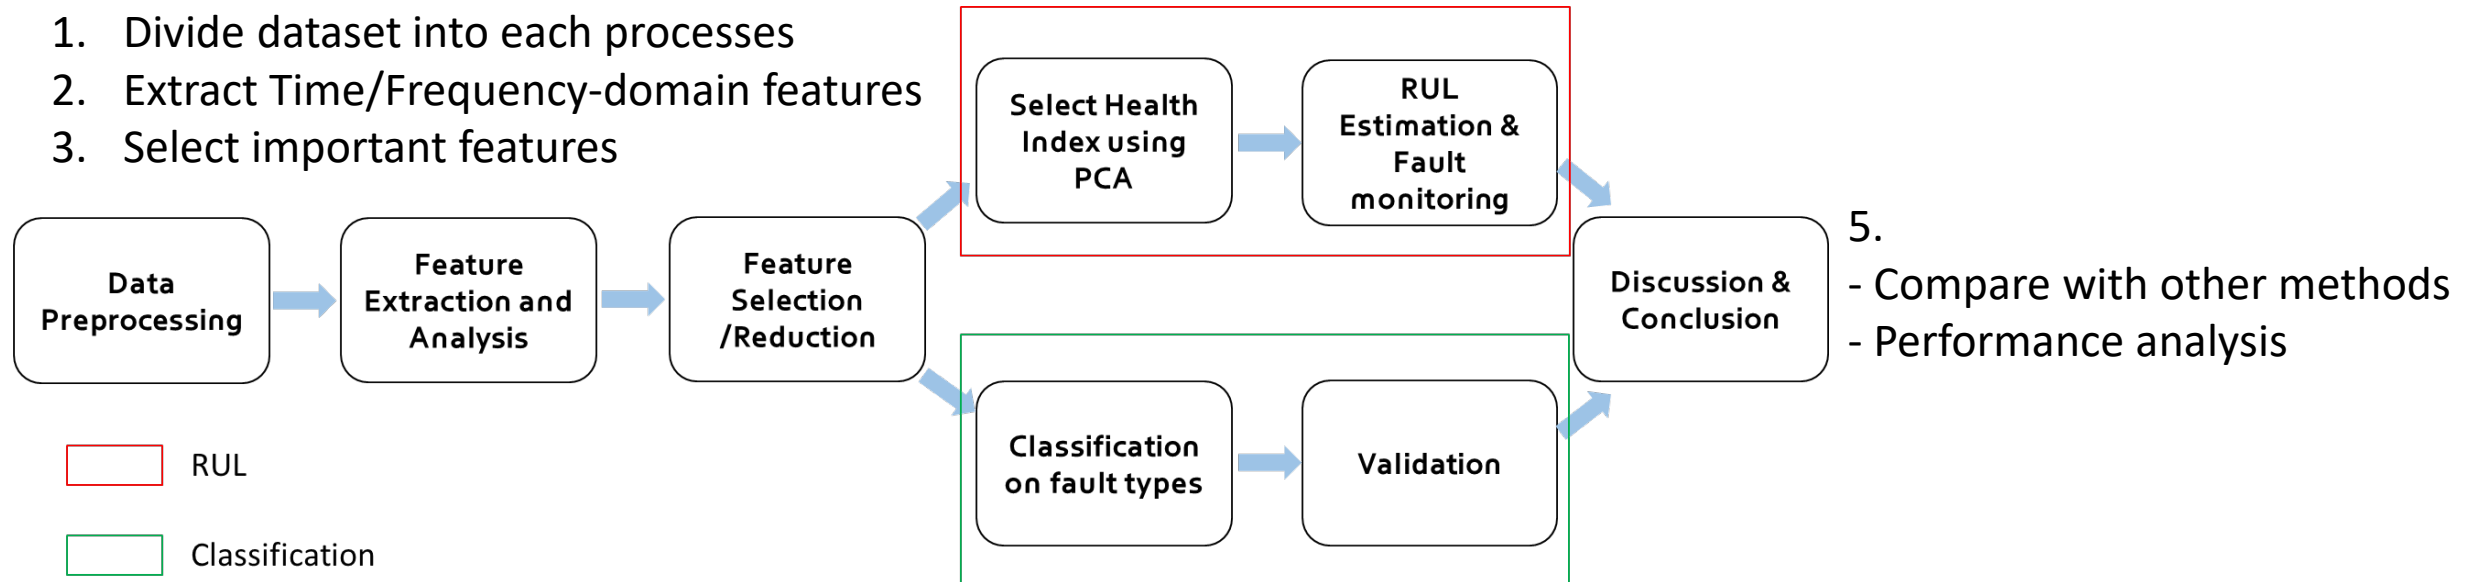 1. Divide dataset into each processes
2. Extract Time/Frequency-domain features
3. Select important features
Data
Preprocessing
Feature
Extraction and
Analysis
Feature
Selection
/Reduction
Select Health
Index using
PCA
RUL
Estimation &
Fault
monitoring
Classification
on fault types
Validation
Discussion &
Conclusion
5.
- Compare with other methods
- Performance analysis
RUL
Classification